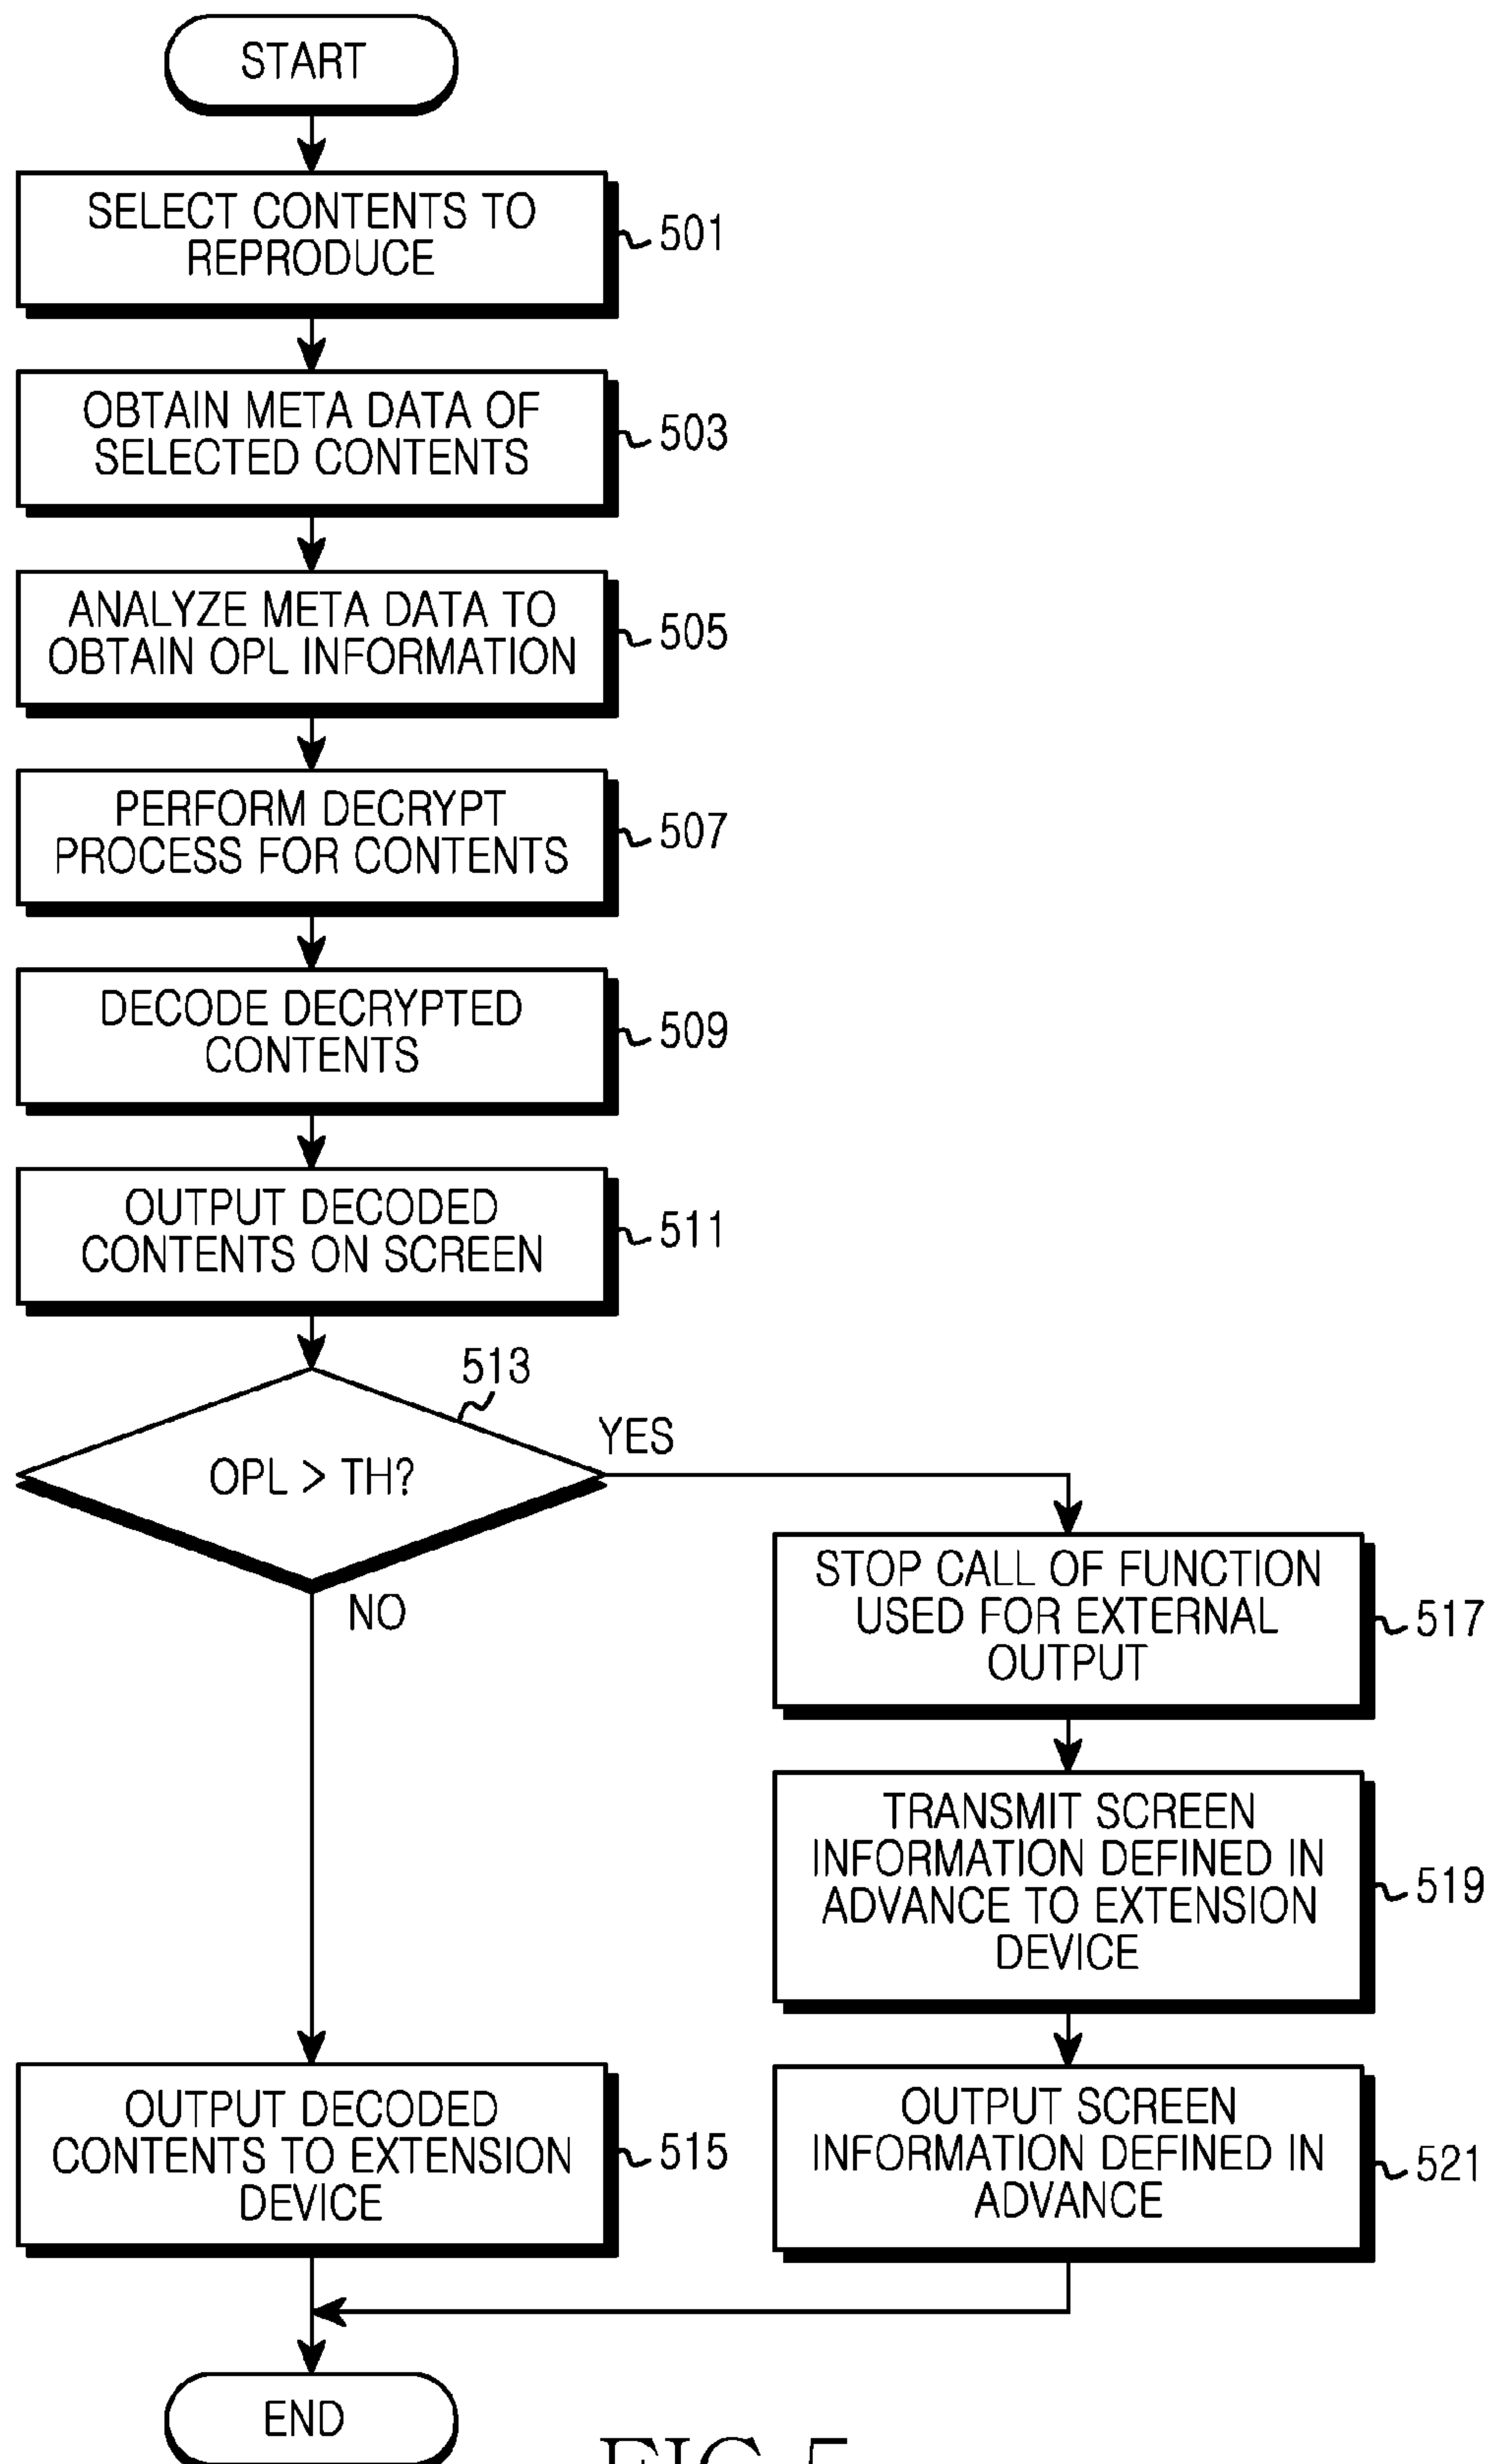 START
SELECT CONTENTS TO
REPRODUCE
501
OBTAIN META DATA OF
SELECTED CONTENTS
503
ANALYZE META DATA TO
OBTAIN OPL INFORMATION
505
PERFORM DECRYPT
PROCESS FOR CONTENTS
507
DECODE DECRYPTED
CONTENTS
509
OUTPUT DECODED
CONTENTS ON SCREEN
511
513
OPL > TH?
YES
NO
STOP CALL OF FUNCTION
USED FOR EXTERNAL
OUTPUT
517
TRANSMIT SCREEN
INFORMATION DEFINED IN
ADVANCE TO EXTENSION
DEVICE
519
OUTPUT DECODED
CONTENTS TO EXTENSION
DEVICE
515
OUTPUT SCREEN
INFORMATION DEFINED IN
ADVANCE
521
END
FIG.5